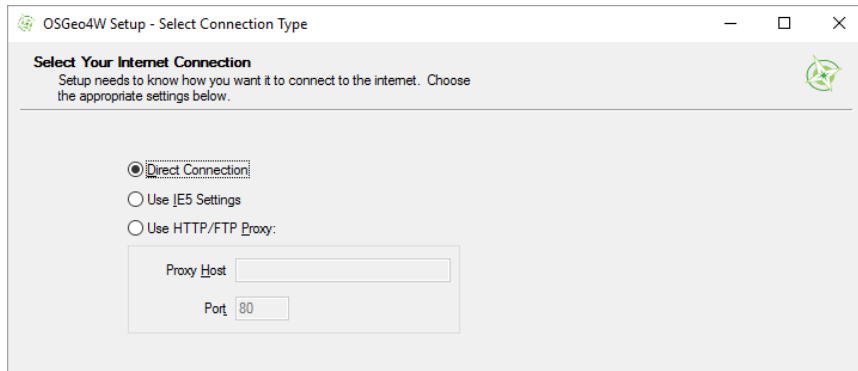 OSGeo4W Setup - Select Connection Type
Select Your Internet Connection
Setup needs to know how you want it to connect to the internet. Choose
the appropriate settings below.
Direct Connection
Use IE5 Settings
Use HTTP/FTP Proxy:
Proxy Host
Port 80